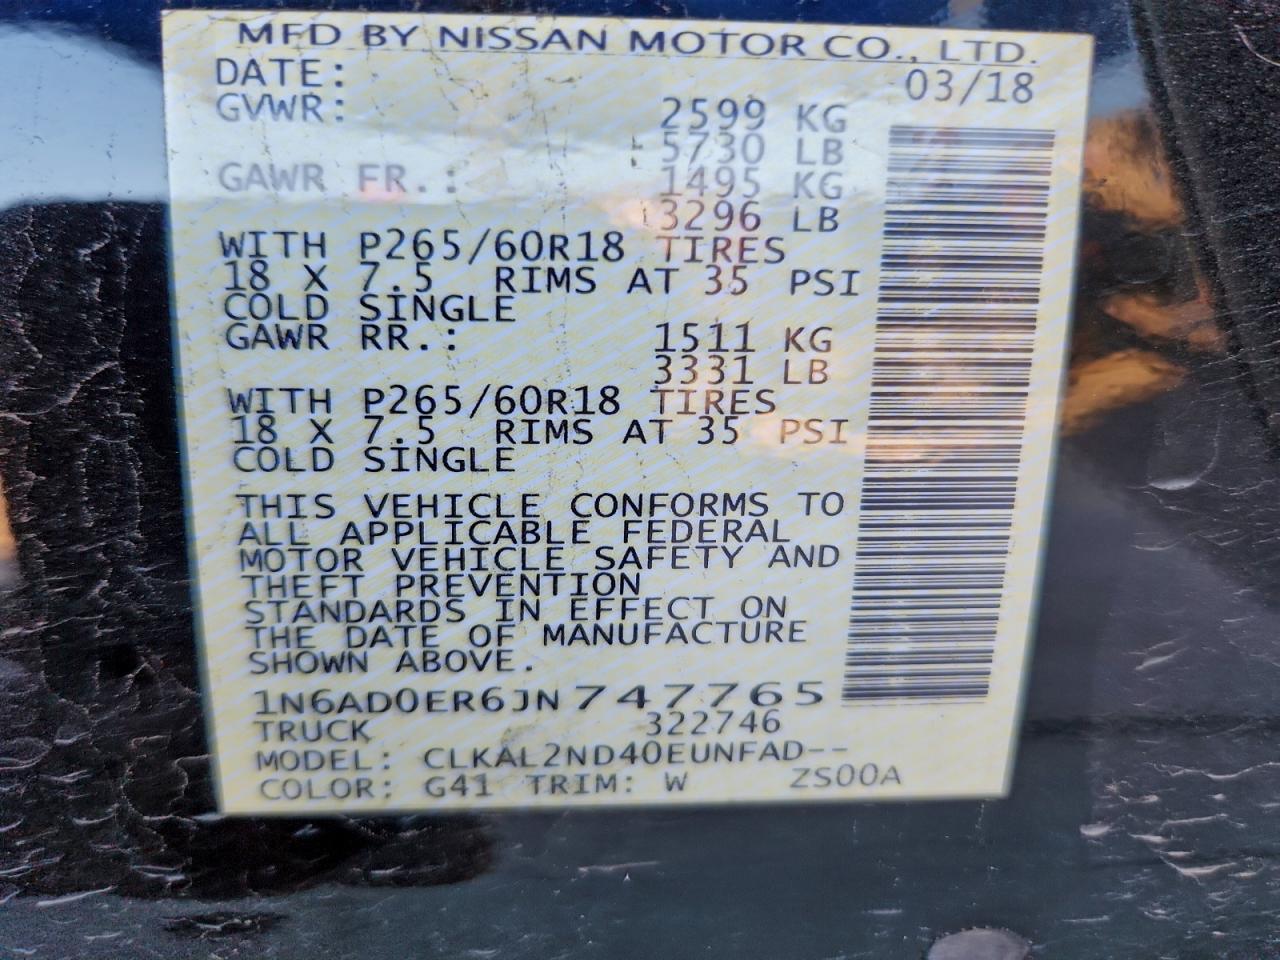 MFD BY NISSAN MOTOR CO., LTD.
DATE: 03/18
GVWR: 2599 KG
5730 LB
GAWR FR.: 1495 KG
3296 LB
WITH P265/60R18 TIRES
18 X 7.5 RIMS AT 35 PSI
COLD SINGLE
GAWR RR.: 1511 KG
3331 LB
WITH P265/60R18 TIRES
18 X 7.5 RIMS AT 35 PSI
COLD SINGLE
THIS VEHICLE CONFORMS TO
ALL APPLICABLE FEDERAL
MOTOR VEHICLE SAFETY AND
THEFT PREVENTION
STANDARDS IN EFFECT ON
THE DATE OF MANUFACTURE
SHOWN ABOVE.
1N6AD0ER6JN747765
TRUCK 322746
MODEL: CLKAL2ND40EUNFAD--
COLOR: G41 TRIM: W ZS00A